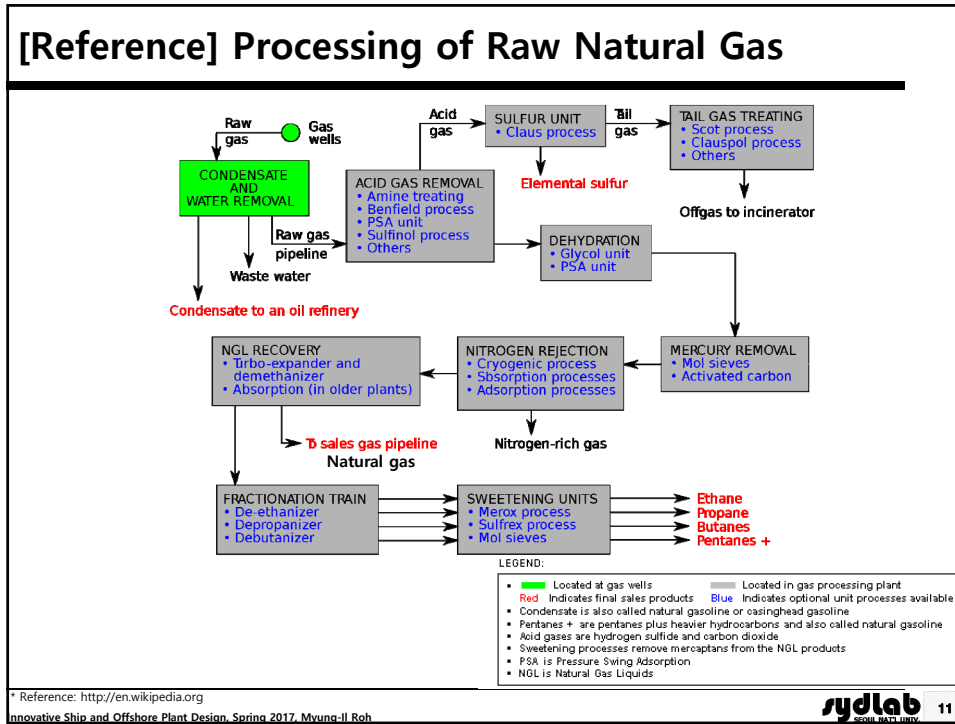 [Reference] Processing of Raw Natural Gas
Raw
gas
Gas
wells
CONDENSATE
AND
WATER REMOVAL
Raw gas
pipeline
Waste water
Condensate to an oil refinery
ACID GAS REMOVAL
• Amine treating
• Benfield process
• PSA unit
• Sulfinol process
• Others
Acid
gas
SULFUR UNIT
• Claus process
Elemental sulfur
Tail
gas
TAIL GAS TREATING
• Scot process
• Clauspol process
• Others
Offgas to incinerator
DEHYDRATION
• Glycol unit
• PSA unit
MERCURY REMOVAL
• Mol sieves
• Activated carbon
NITROGEN REJECTION
• Cryogenic process
• Sbsorption processes
• Adsorption processes
Nitrogen-rich gas
NGL RECOVERY
• Turbo-expander and
demethanizer
• Absorption (in older plants)
To sales gas pipeline
Natural gas
FRACTIONATION TRAIN
• De-ethanizer
• Depropanizer
• Debutanizer
SWEETENING UNITS
• Merox process
• Sulfrex process
• Mol sieves
Ethane
Propane
Butanes
Pentanes +
LEGEND:
• Located at gas wells Located in gas processing plant
Red Indicates final sales products Blue Indicates optional unit processes available
• Condensate is also called natural gasoline or casinghead gasoline
• Pentanes + are pentanes plus heavier hydrocarbons and also called natural gasoline
• Acid gases are hydrogen sulfide and carbon dioxide
• Sweetening processes remove mercaptans from the NGL products
• PSA is Pressure Swing Adsorption
• NGL is Natural Gas Liquids
* Reference: http://en.wikipedia.org
nnovative Ship and Offshore Plant Design, Spring 2017, Myung-Il Roh
sydlab
SEOUL NAT'L UNIV.
11